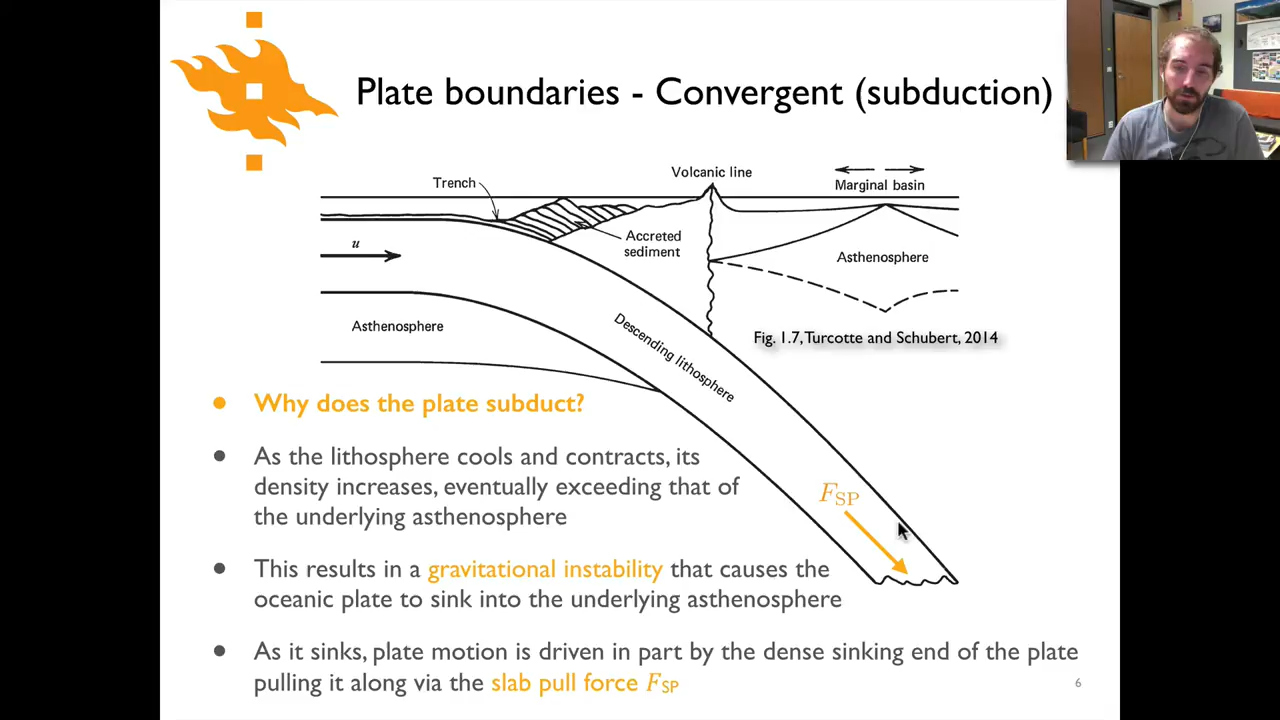 Plate boundaries - Convergent (subduction)
Volcanic line
Trench
Marginal basin
u
Accreted
sediment
Asthenosphere
Asthenosphere
Descending lithosphere
Fig. 1.7, Turcotte and Schubert, 2014
• Why does the plate subduct?
• As the lithosphere cools and contracts, its
density increases, eventually exceeding that of
the underlying asthenosphere
F_SP
• This results in a gravitational instability that causes the
oceanic plate to sink into the underlying asthenosphere
• As it sinks, plate motion is driven in part by the dense sinking end of the plate
pulling it along via the slab pull force F_SP
6